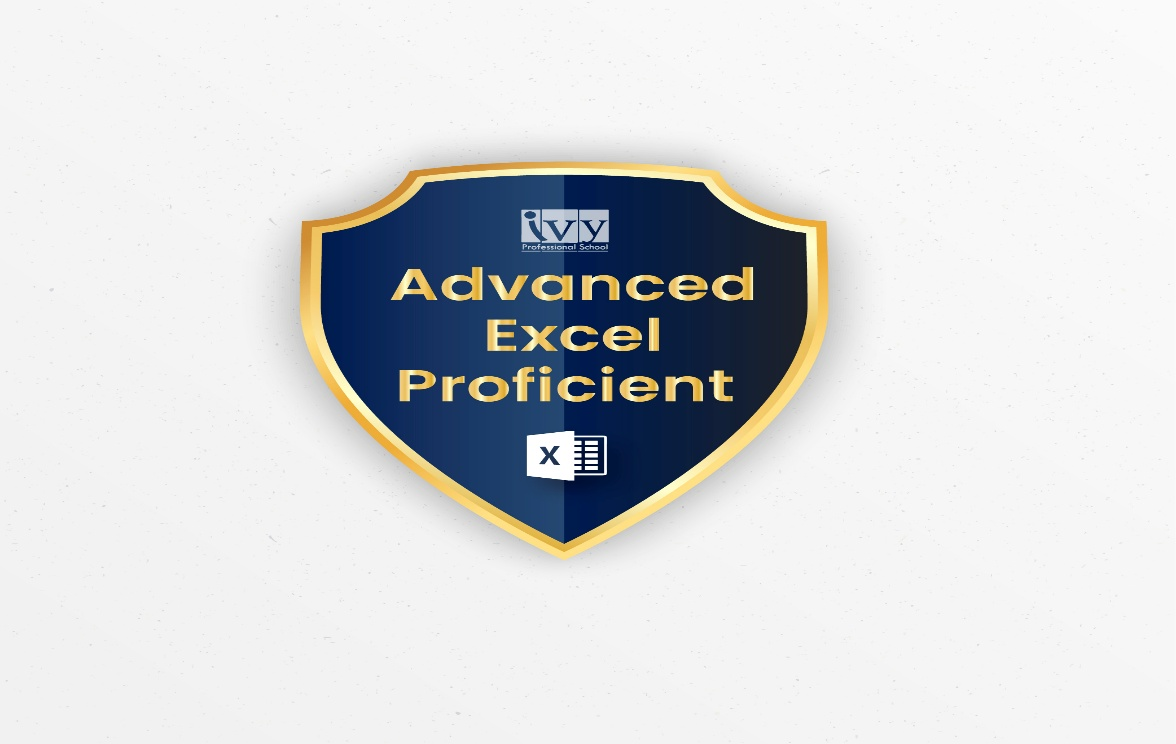 ivy
Professional School
Advanced
Excel
Proficient
X